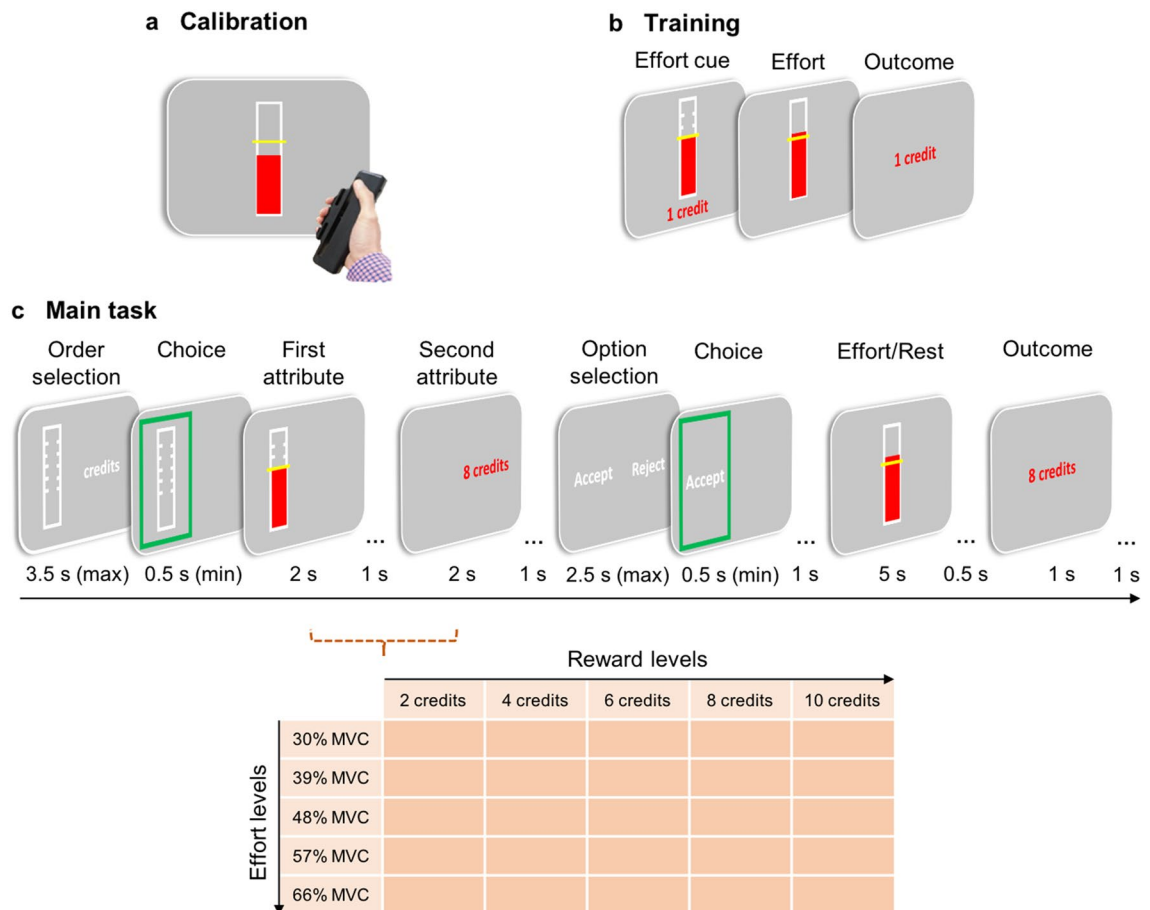 a Calibration
b Training
Effort cue
Effort
Outcome
1 credit
1 credit
c Main task
Order selection
Choice
First attribute
Second attribute
Option selection
Choice
Effort/Rest
Outcome
credits
8 credits
Accept
Reject
Accept
8 credits
... ... ... ... ...
3.5 s (max) 0.5 s (min) 2 s 1 s 2 s 1 s 2.5 s (max) 0.5 s (min) 1 s 5 s 0.5 s 1 s 1 s
Reward levels
2 credits 4 credits 6 credits 8 credits 10 credits
Effort levels
30% MVC
39% MVC
48% MVC
57% MVC
66% MVC